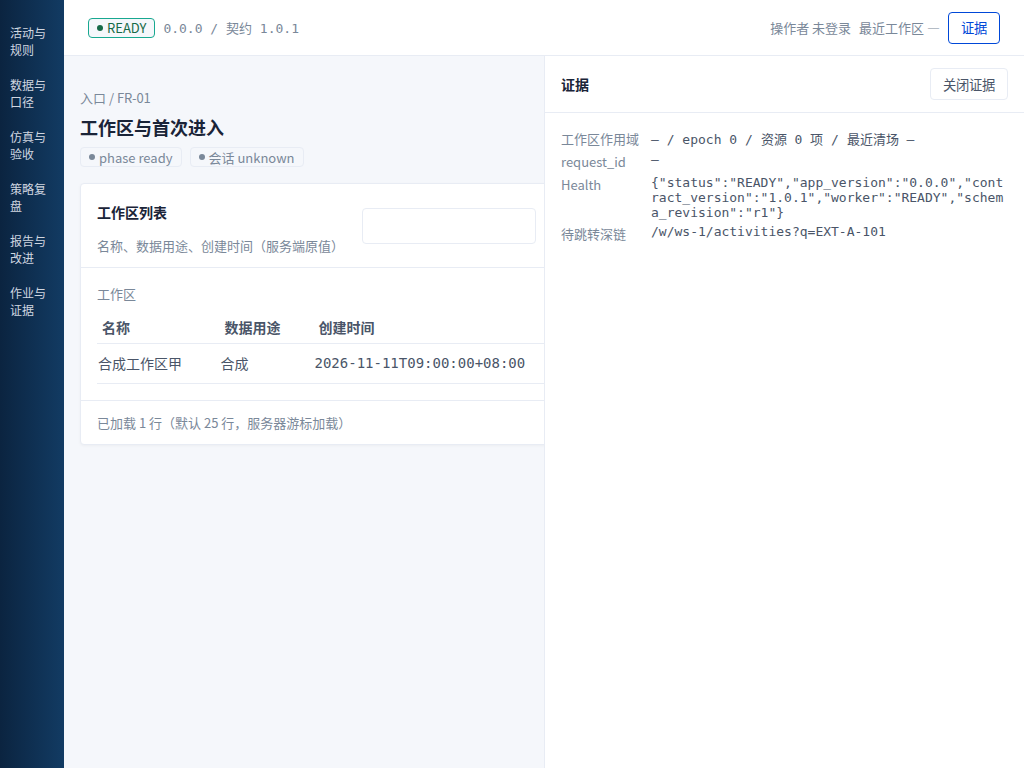 活动与
规则
数据与
口径
仿真与
验收
策略复
盘
报告与
改进
作业与
证据
READY 0.0.0 / 契约 1.0.1
操作者 未登录 最近工作区 — 证据
入口 / FR-01
工作区与首次进入
phase ready 会话 unknown
工作区列表
名称、数据用途、创建时间（服务端原值）
工作区
名称 数据用途 创建时间
合成工作区甲 合成 2026-11-11T09:00:00+08:00
已加载 1 行（默认 25 行，服务器游标加载）
证据 关闭证据
工作区作用域 — / epoch 0 / 资源 0 项 / 最近清场 —
request_id —
Health {"status":"READY","app_version":"0.0.0","cont
ract_version":"1.0.1","worker":"READY","schem
a_revision":"r1"}
待跳转深链 /w/ws-1/activities?q=EXT-A-101